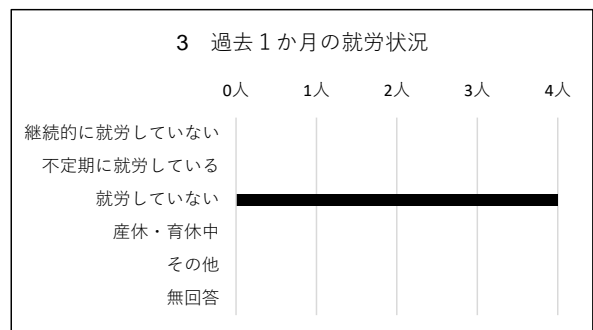 3 過去１か月の就労状況
0人 1人 2人 3人 4人
継続的に就労していない
不定期に就労している
就労していない
産休・育休中
その他
無回答